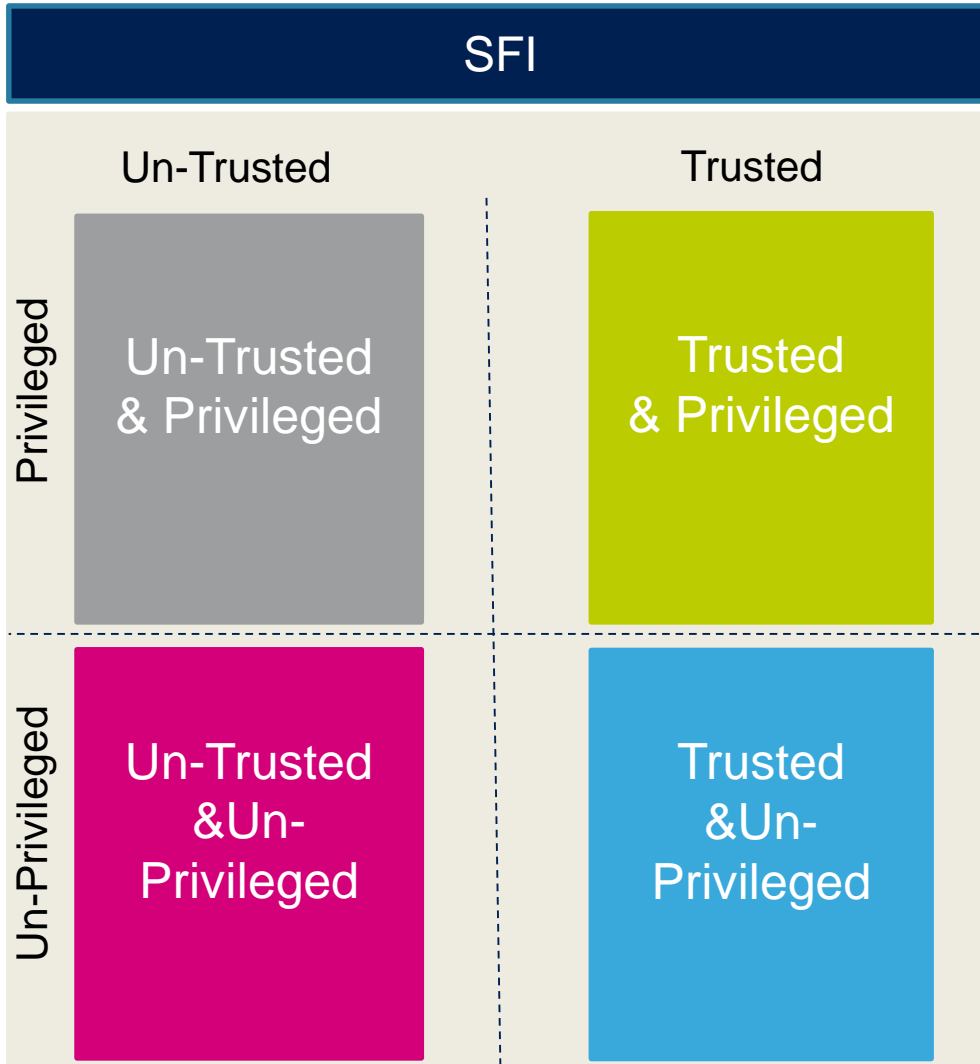 SFI
Un-Trusted
Trusted
Privileged
Un-Trusted
& Privileged
Trusted
& Privileged
Un-Privileged
Un-Trusted
&Un-
Privileged
Trusted
&Un-
Privileged